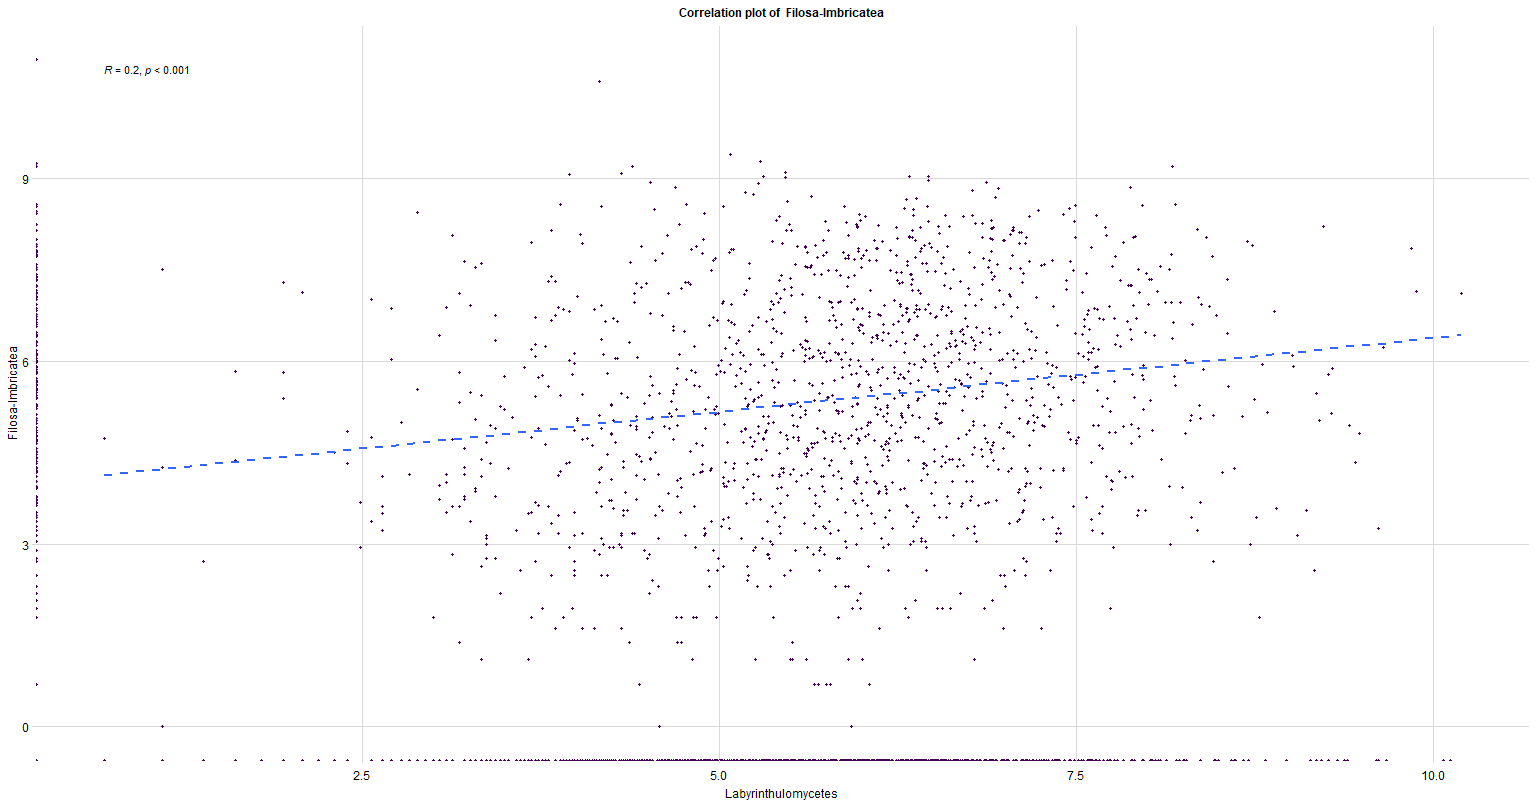 Correlation plot of Filosa-Imbricatea
R = 0.2, p < 0.001
9
6
3
0
Filosa-Imbricatea
2.5
5.0
7.5
10.0
Labyrinthulomycetes